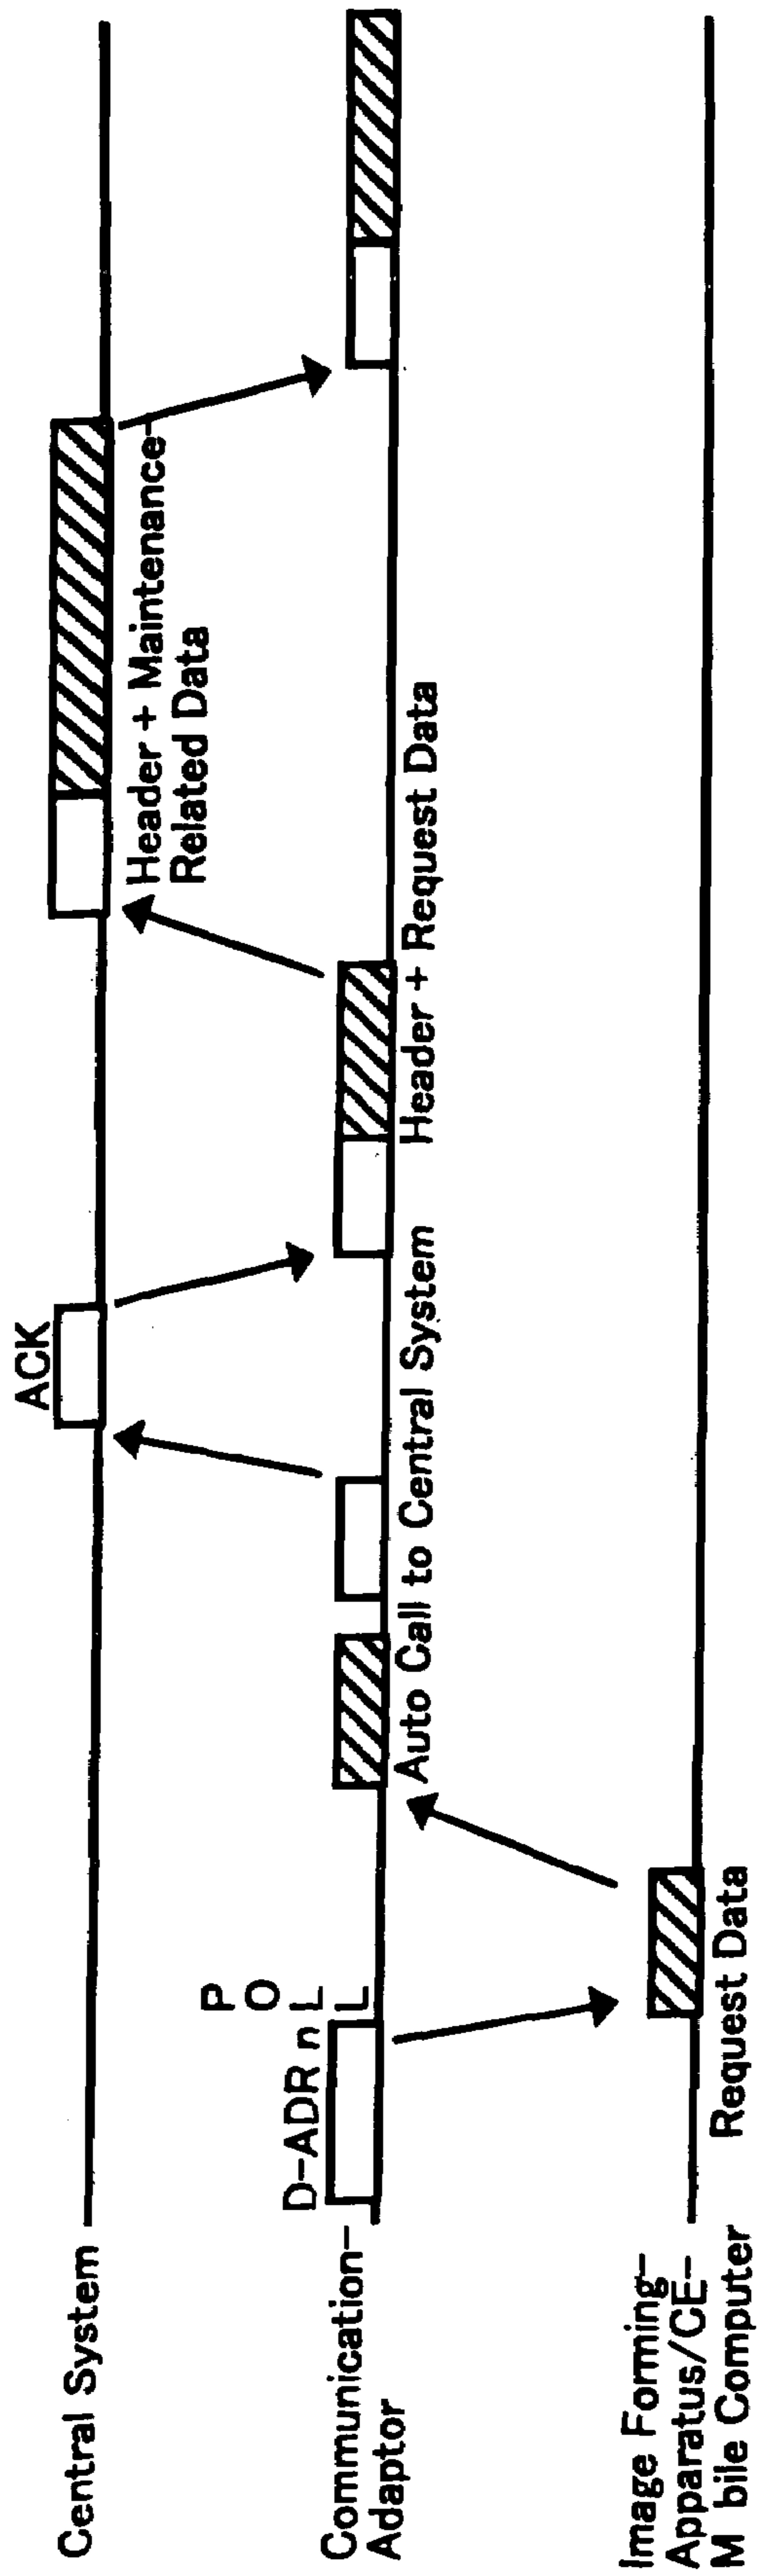 Central System
ACK
Header + Maintenance-
Related Data
Communication-
Adaptor
D-ADR n
POLL
Auto Call to Central System
Header + Request Data
Image Forming-
Apparatus/CE-
M bile Computer
Request Data